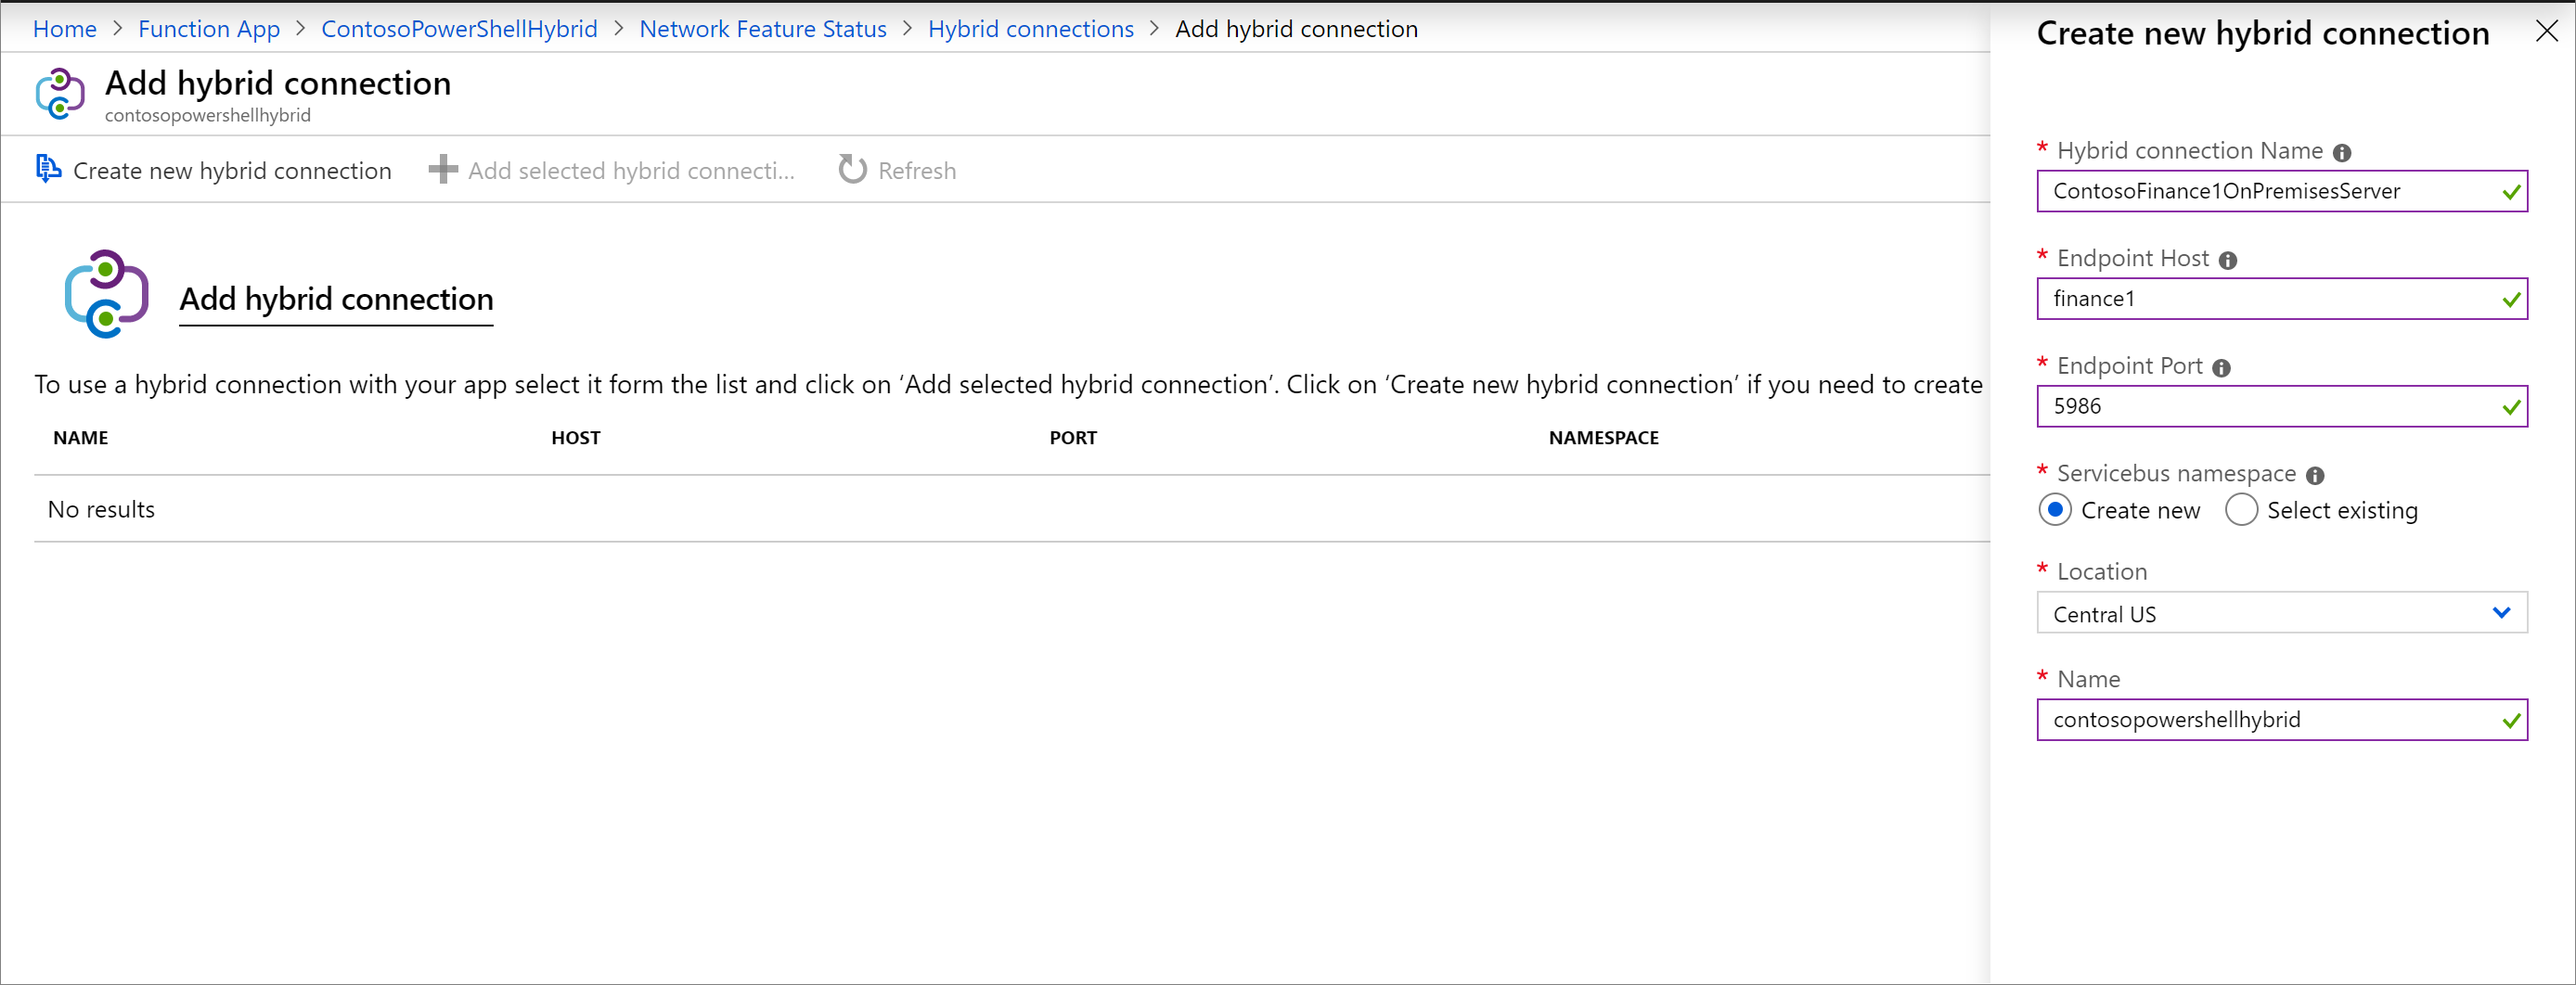 Home > Function App > ContosoPowerShellHybrid > Network Feature Status > Hybrid connections > Add hybrid connection
Add hybrid connection
contosopowershellhybrid
Create new hybrid connection
Add selected hybrid connecti...
Refresh
Add hybrid connection
To use a hybrid connection with your app select it form the list and click on ‘Add selected hybrid connection’. Click on ‘Create new hybrid connection’ if you need to create
NAME HOST PORT NAMESPACE
No results
Create new hybrid connection
* Hybrid connection Name
ContosoFinance1OnPremisesServer
* Endpoint Host
finance1
* Endpoint Port
5986
* Servicebus namespace
Create new Select existing
* Location
Central US
* Name
contosopowershellhybrid